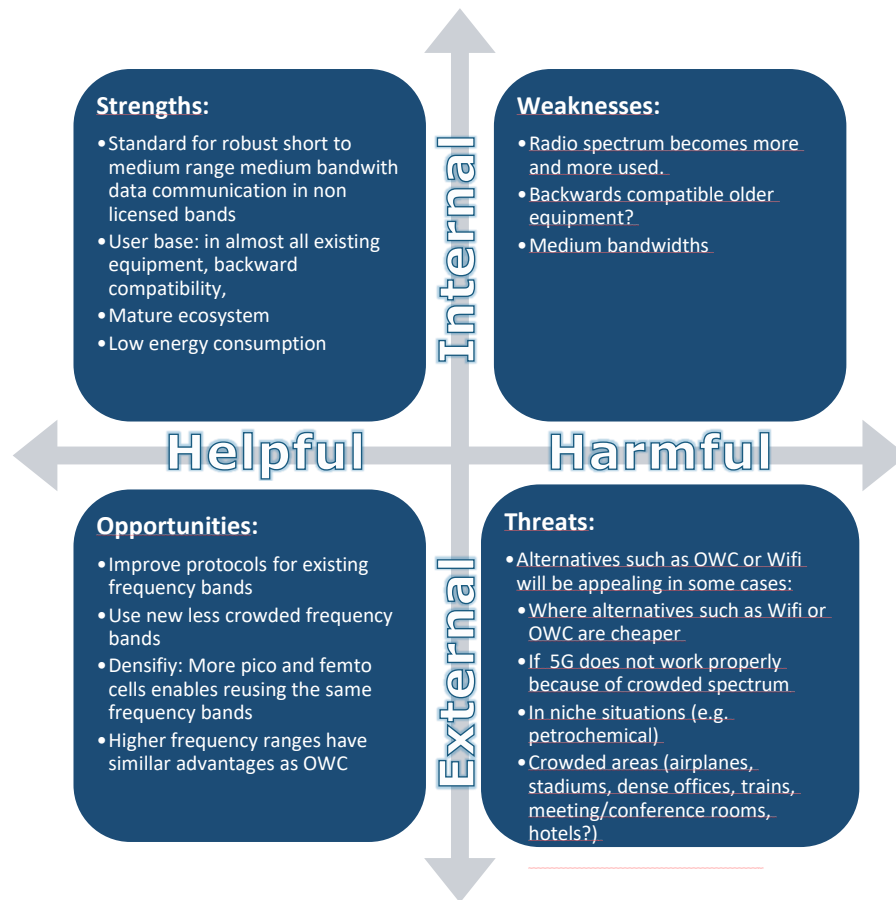 Strengths:
•Standard for robust short to
medium range medium bandwith
data communication in non
licensed bands
•User base: in almost all existing
equipment, backward
compatibility,
•Mature ecosystem
•Low energy consumption
Internal
Weaknesses:
•Radio spectrum becomes more
and more used.
•Backwards compatible older
equipment?
•Medium bandwidths
Helpful
Harmful
Opportunities:
•Improve protocols for existing
frequency bands
•Use new less crowded frequency
bands
•Densifiy: More pico and femto
cells enables reusing the same
frequency bands
•Higher frequency ranges have
simillar advantages as OWC
External
Threats:
•Alternatives such as OWC or Wifi
will be appealing in some cases:
•Where alternatives such as Wifi or
OWC are cheaper
•If 5G does not work properly
because of crowded spectrum
•In niche situations (e.g.
petrochemical)
•Crowded areas (airplanes,
stadiums, dense offices, trains,
meeting/conference rooms,
hotels?)